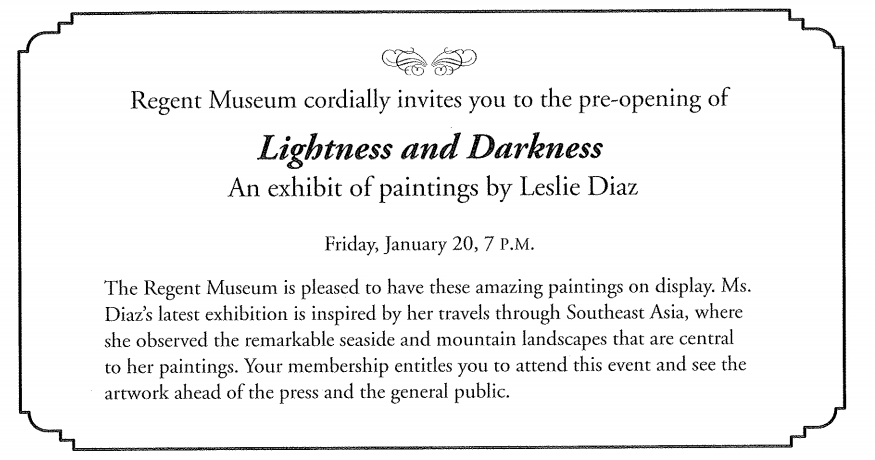 Regent Museum cordially invites you to the pre-opening of
Lightness and Darkness
An exhibit of paintings by Leslie Diaz
Friday, January 20, 7 P.M.
The Regent Museum is pleased to have these amazing paintings on display. Ms.
Diaz's latest exhibition is inspired by her travels through Southeast Asia, where
she observed the remarkable seaside and mountain landscapes that are central
to her paintings. Your membership entitles you to attend this event and see the
artwork ahead of the press and the general public.